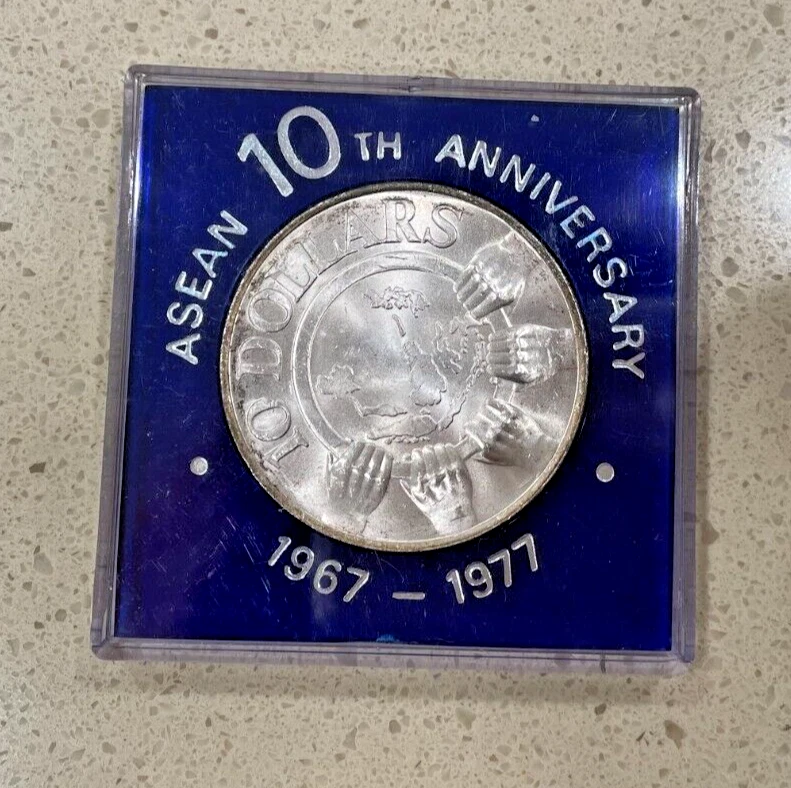 ASEAN 10TH ANNIVERSARY
10 DOLLARS
1967 – 1977